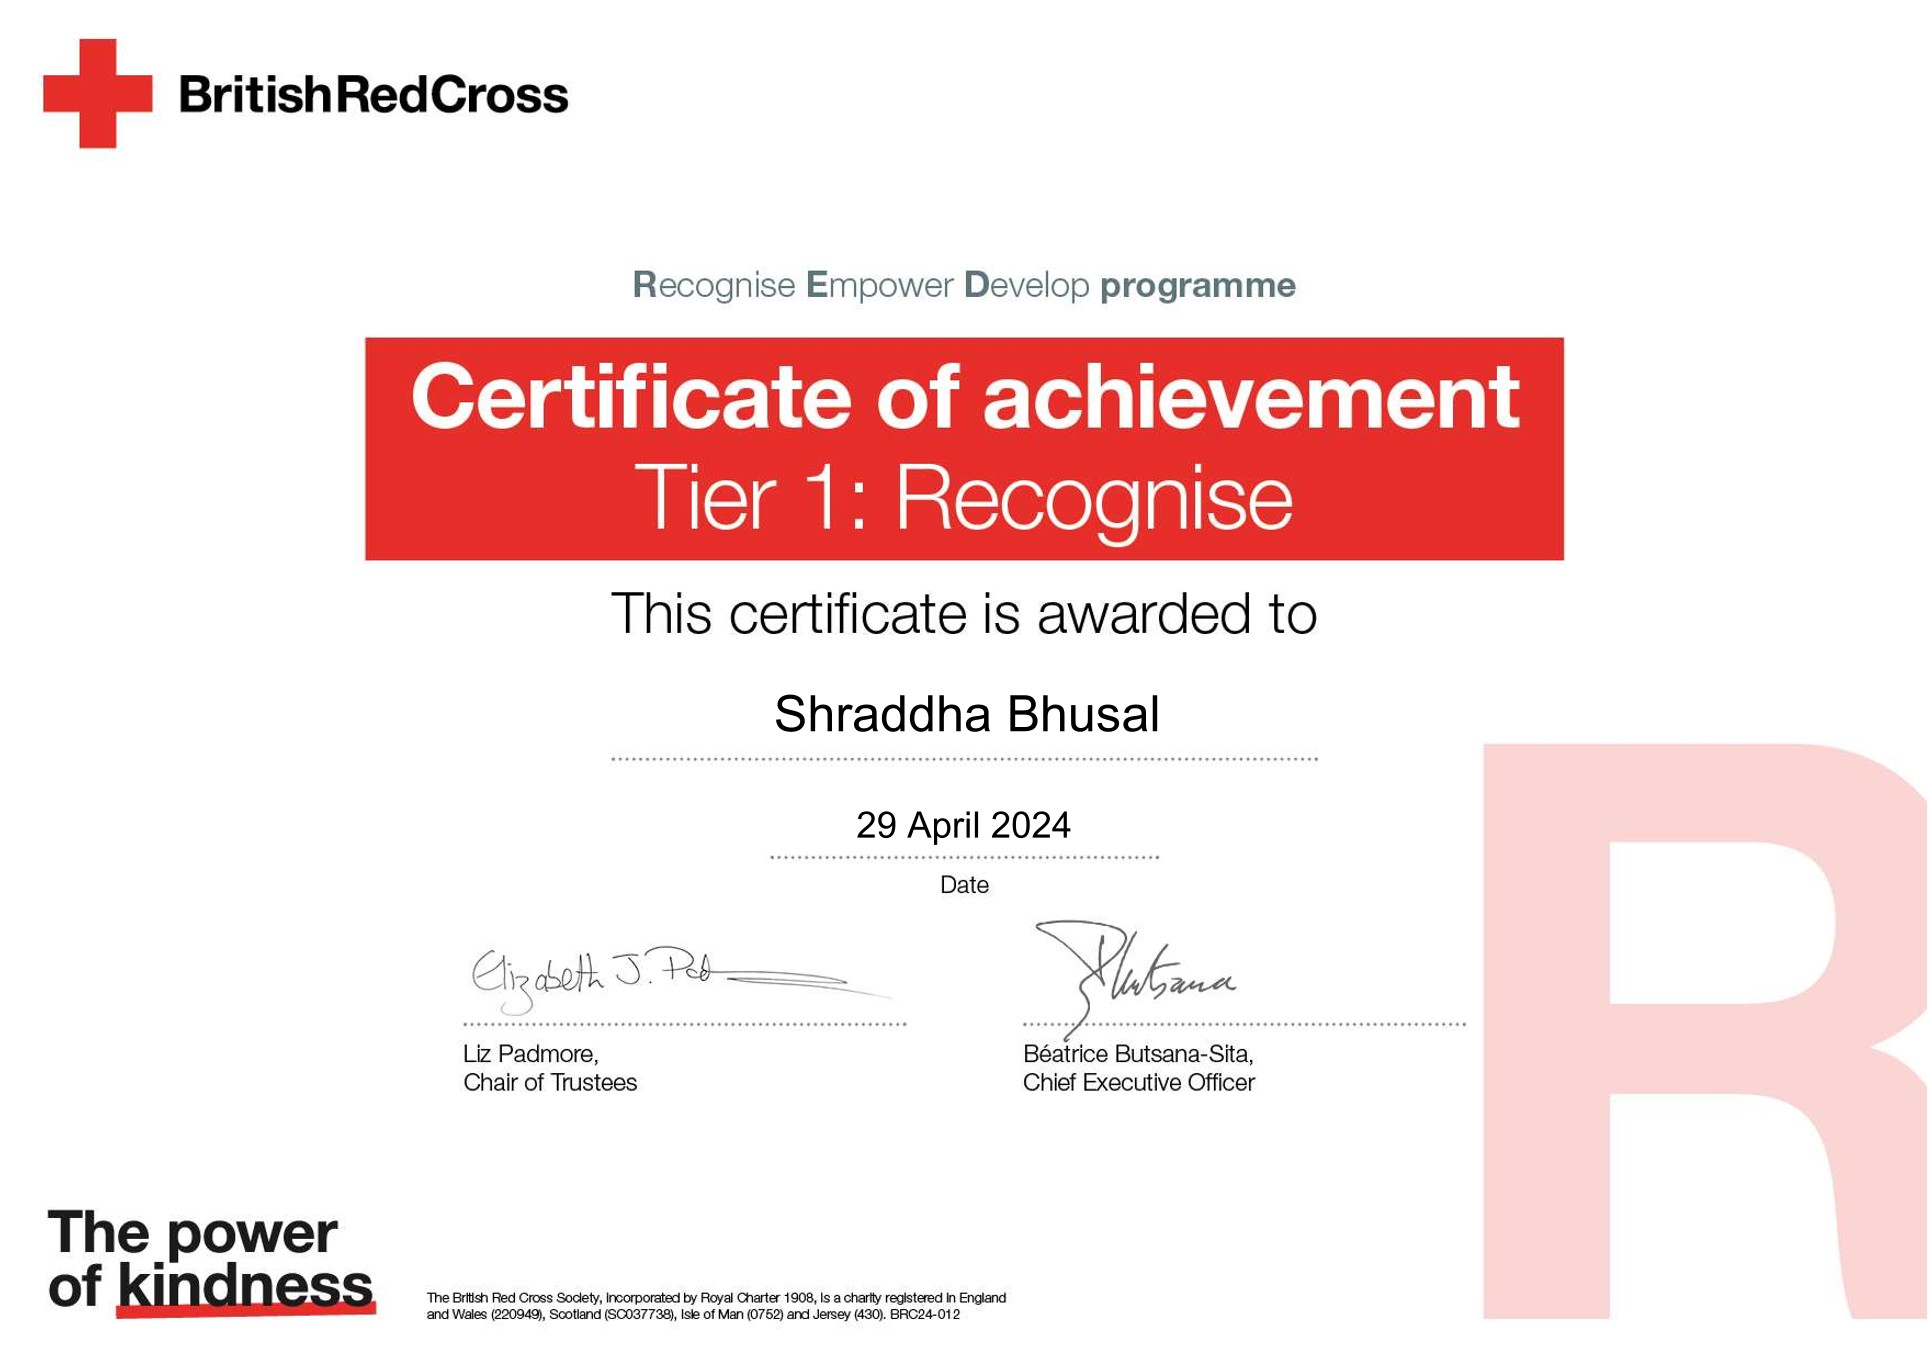 BritishRedCross
Recognise Empower Develop programme
Certificate of achievement
Tier 1: Recognise
This certificate is awarded to
Shraddha Bhusal
29 April 2024
Date
Elizabeth J. Pad
Butsana
Liz Padmore,
Chair of Trustees
Béatrice Butsana-Sita,
Chief Executive Officer
The power
of kindness
The British Red Cross Society, incorporated by Royal Charter 1908, is a charity registered in England
and Wales (220949), Scotland (SC037738), Isle of Man (0752) and Jersey (430). BRC24-012
R